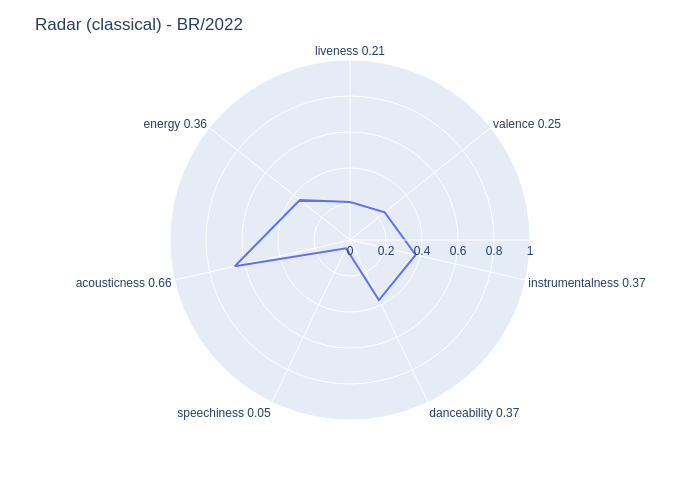 Radar (classical) - BR/2022
liveness 0.21
energy 0.36
valence 0.25
0 0.2 0.4 0.6 0.8 1
acousticness 0.66
instrumentalness 0.37
speechiness 0.05
danceability 0.37